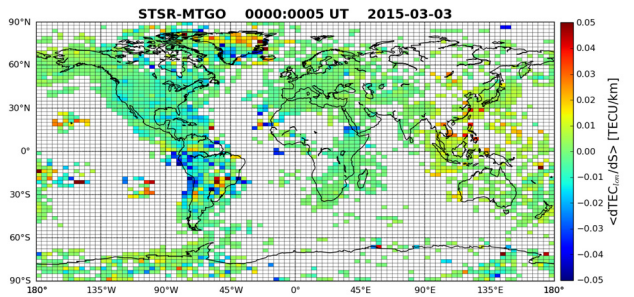 STSR-MTGO 0000:0005 UT 2015-03-03
90°N
60°N
30°N
0°
30°S
60°S
90°S
180° 135°W 90°W 45°W 0° 45°E 90°E 135°E 180°
0.05
0.04
0.03
0.02
0.01
0.00
−0.01
−0.02
−0.03
−0.04
−0.05
<dTEC₁ₖₘ/dS> [TECU/km]